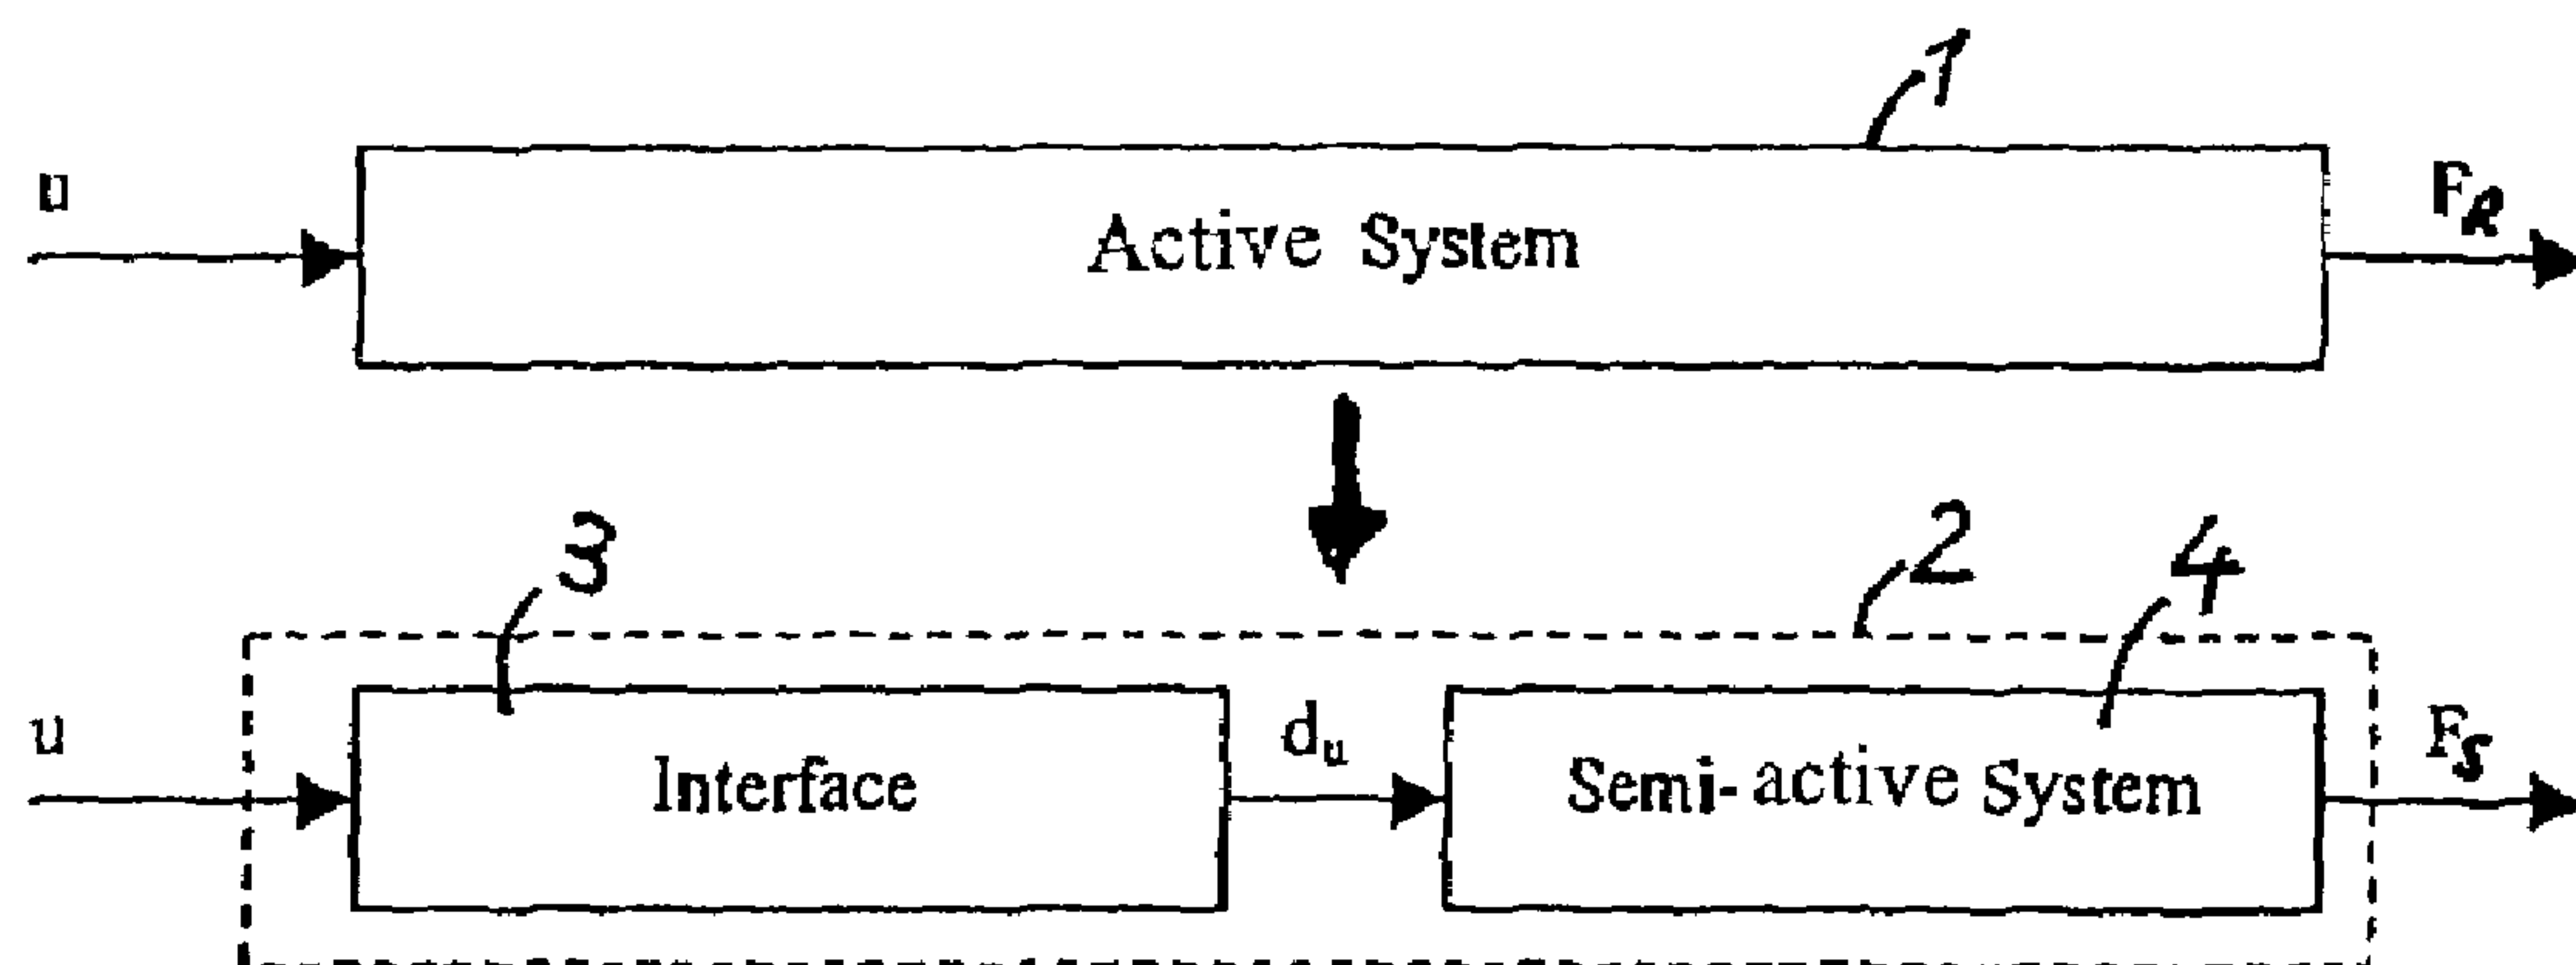 1
u
Active System
F_R
3
2
4
u
Interface
d_u
Semi-active System
F_S